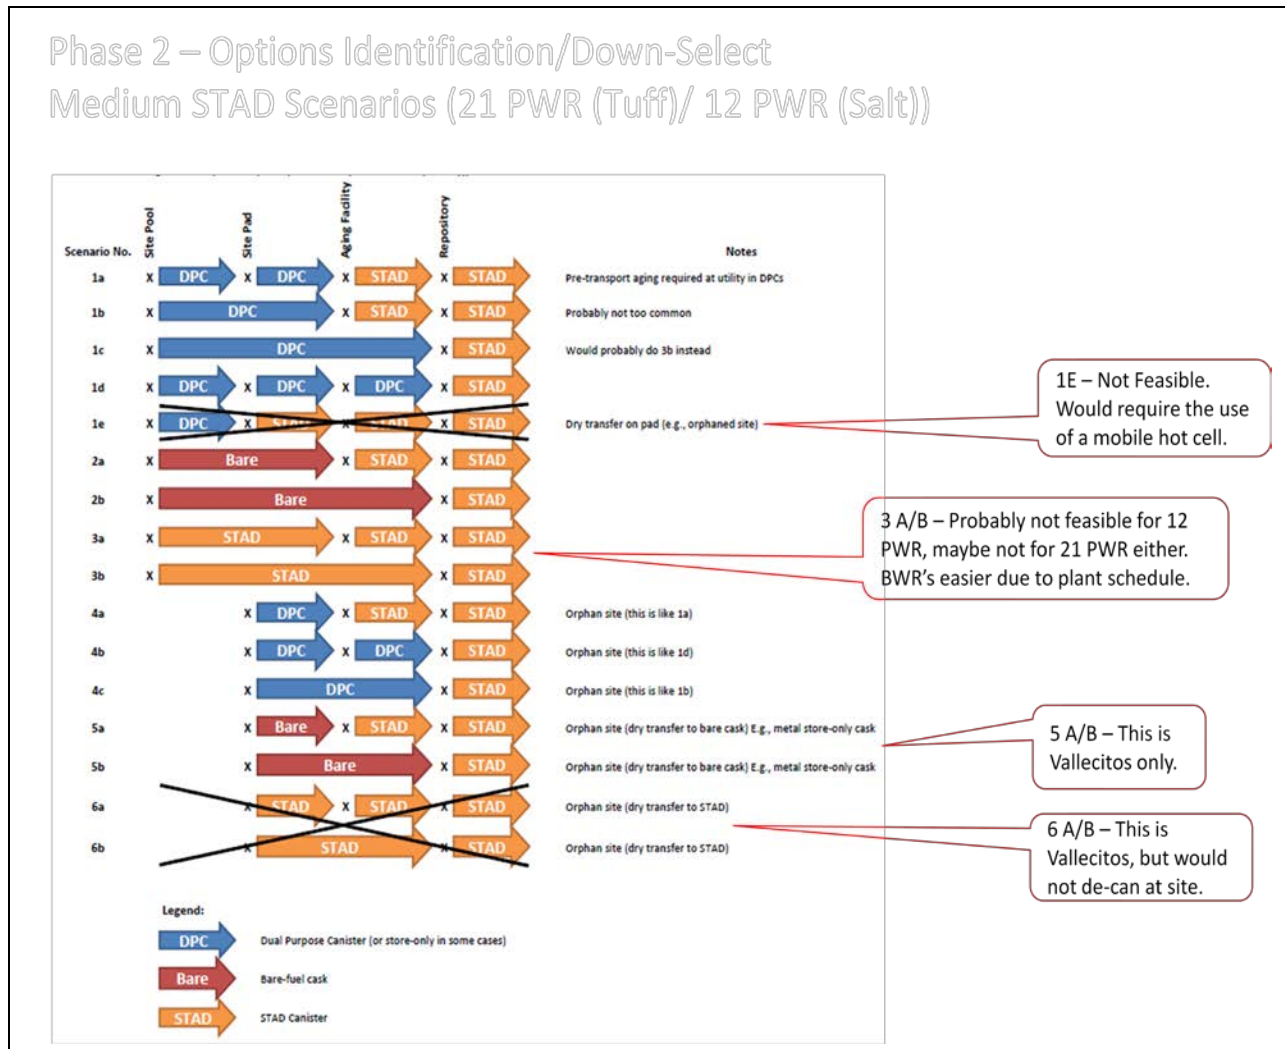 Phase 2 – Options Identification/Down-Select
Medium STAD Scenarios (21 PWR (Tuff)/ 12 PWR (Salt))
Scenario No. Site Pool Site Pad Aging Facility Repository Notes
1a X DPC X DPC X STAD X STAD Pre-transport aging required at utility in DPCs
1b X DPC X STAD X STAD Probably not too common
1c X DPC X STAD Would probably do 3b instead
1d X DPC X DPC X DPC X STAD
1e X DPC X STAD X STAD X STAD Dry transfer on pad (e.g., orphaned site)
2a X Bare X STAD X STAD
2b X Bare X STAD
3a X STAD X STAD X STAD
3b X STAD X STAD
4a X DPC X STAD X STAD Orphan site (this is like 1a)
4b X DPC X DPC X STAD Orphan site (this is like 1d)
4c X DPC X STAD Orphan site (this is like 1b)
5a X Bare X STAD X STAD Orphan site (dry transfer to bare cask) E.g., metal store-only cask
5b X Bare X STAD Orphan site (dry transfer to bare cask) E.g., metal store-only cask
6a X STAD X STAD X STAD Orphan site (dry transfer to STAD)
6b X STAD X STAD Orphan site (dry transfer to STAD)
1E – Not Feasible.
Would require the use
of a mobile hot cell.
3 A/B – Probably not feasible for 12
PWR, maybe not for 21 PWR either.
BWR's easier due to plant schedule.
5 A/B – This is
Vallecitos only.
6 A/B – This is
Vallecitos, but would
not de-can at site.
Legend:
DPC Dual Purpose Canister (or store-only in some cases)
Bare Bare-fuel cask
STAD STAD Canister